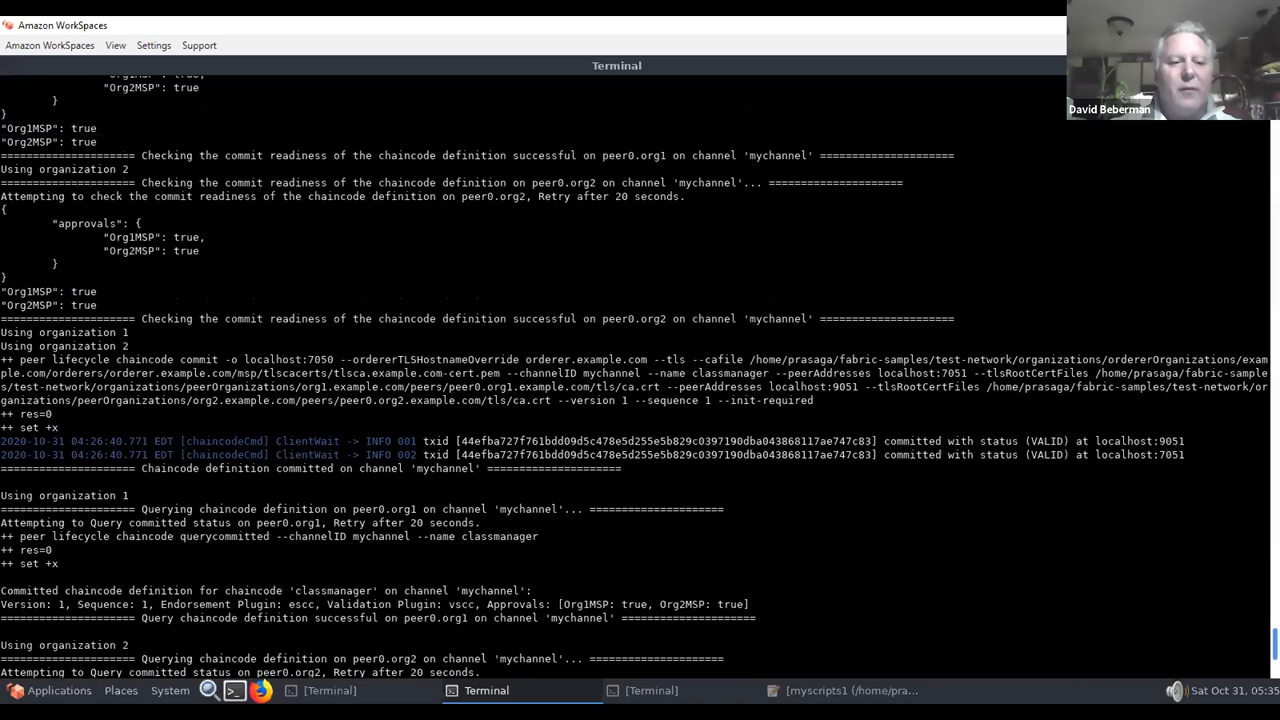 Amazon WorkSpaces
Amazon WorkSpaces View Settings Support
Terminal
David Beberman
"Org1MSP": true,
"Org2MSP": true
}
}
"Org1MSP": true
"Org2MSP": true
===================== Checking the commit readiness of the chaincode definition successful on peer0.org1 on channel 'mychannel' =====================
Using organization 2
===================== Checking the commit readiness of the chaincode definition on peer0.org2 on channel 'mychannel'... =====================
Attempting to check the commit readiness of the chaincode definition on peer0.org2, Retry after 20 seconds.
{
"approvals": {
"Org1MSP": true,
"Org2MSP": true
}
}
"Org1MSP": true
"Org2MSP": true
===================== Checking the commit readiness of the chaincode definition successful on peer0.org2 on channel 'mychannel' =====================
Using organization 1
Using organization 2
++ peer lifecycle chaincode commit -o localhost:7050 --ordererTLSHostnameOverride orderer.example.com --tls --cafile /home/prasaga/fabric-samples/test-network/organizations/ordererOrganizations/exam
ple.com/orderers/orderer.example.com/msp/tlscacerts/tlsca.example.com-cert.pem --channelID mychannel --name classmanager --peerAddresses localhost:7051 --tlsRootCertFiles /home/prasaga/fabric-sample
s/test-network/organizations/peerOrganizations/org1.example.com/peers/peer0.org1.example.com/tls/ca.crt --peerAddresses localhost:9051 --tlsRootCertFiles /home/prasaga/fabric-samples/test-network/or
ganizations/peerOrganizations/org2.example.com/peers/peer0.org2.example.com/tls/ca.crt --version 1 --sequence 1 --init-required
++ res=0
++ set +x
2020-10-31 04:26:40.771 EDT [chaincodeCmd] ClientWait -> INFO 001 txid [44efba727f761bdd09d5c478e5d255e5b829c0397190dba043868117ae747c83] committed with status (VALID) at localhost:9051
2020-10-31 04:26:40.771 EDT [chaincodeCmd] ClientWait -> INFO 002 txid [44efba727f761bdd09d5c478e5d255e5b829c0397190dba043868117ae747c83] committed with status (VALID) at localhost:7051
===================== Chaincode definition committed on channel 'mychannel' =====================
Using organization 1
===================== Querying chaincode definition on peer0.org1 on channel 'mychannel'... =====================
Attempting to Query committed status on peer0.org1, Retry after 20 seconds.
++ peer lifecycle chaincode querycommitted --channelID mychannel --name classmanager
++ res=0
++ set +x
Committed chaincode definition for chaincode 'classmanager' on channel 'mychannel':
Version: 1, Sequence: 1, Endorsement Plugin: escc, Validation Plugin: vscc, Approvals: [Org1MSP: true, Org2MSP: true]
===================== Query chaincode definition successful on peer0.org1 on channel 'mychannel' =====================
Using organization 2
===================== Querying chaincode definition on peer0.org2 on channel 'mychannel'... =====================
Attempting to Query committed status on peer0.org2, Retry after 20 seconds.
Applications Places System [Terminal] Terminal [Terminal] [myscripts1 (/home/pra... Sat Oct 31, 05:35